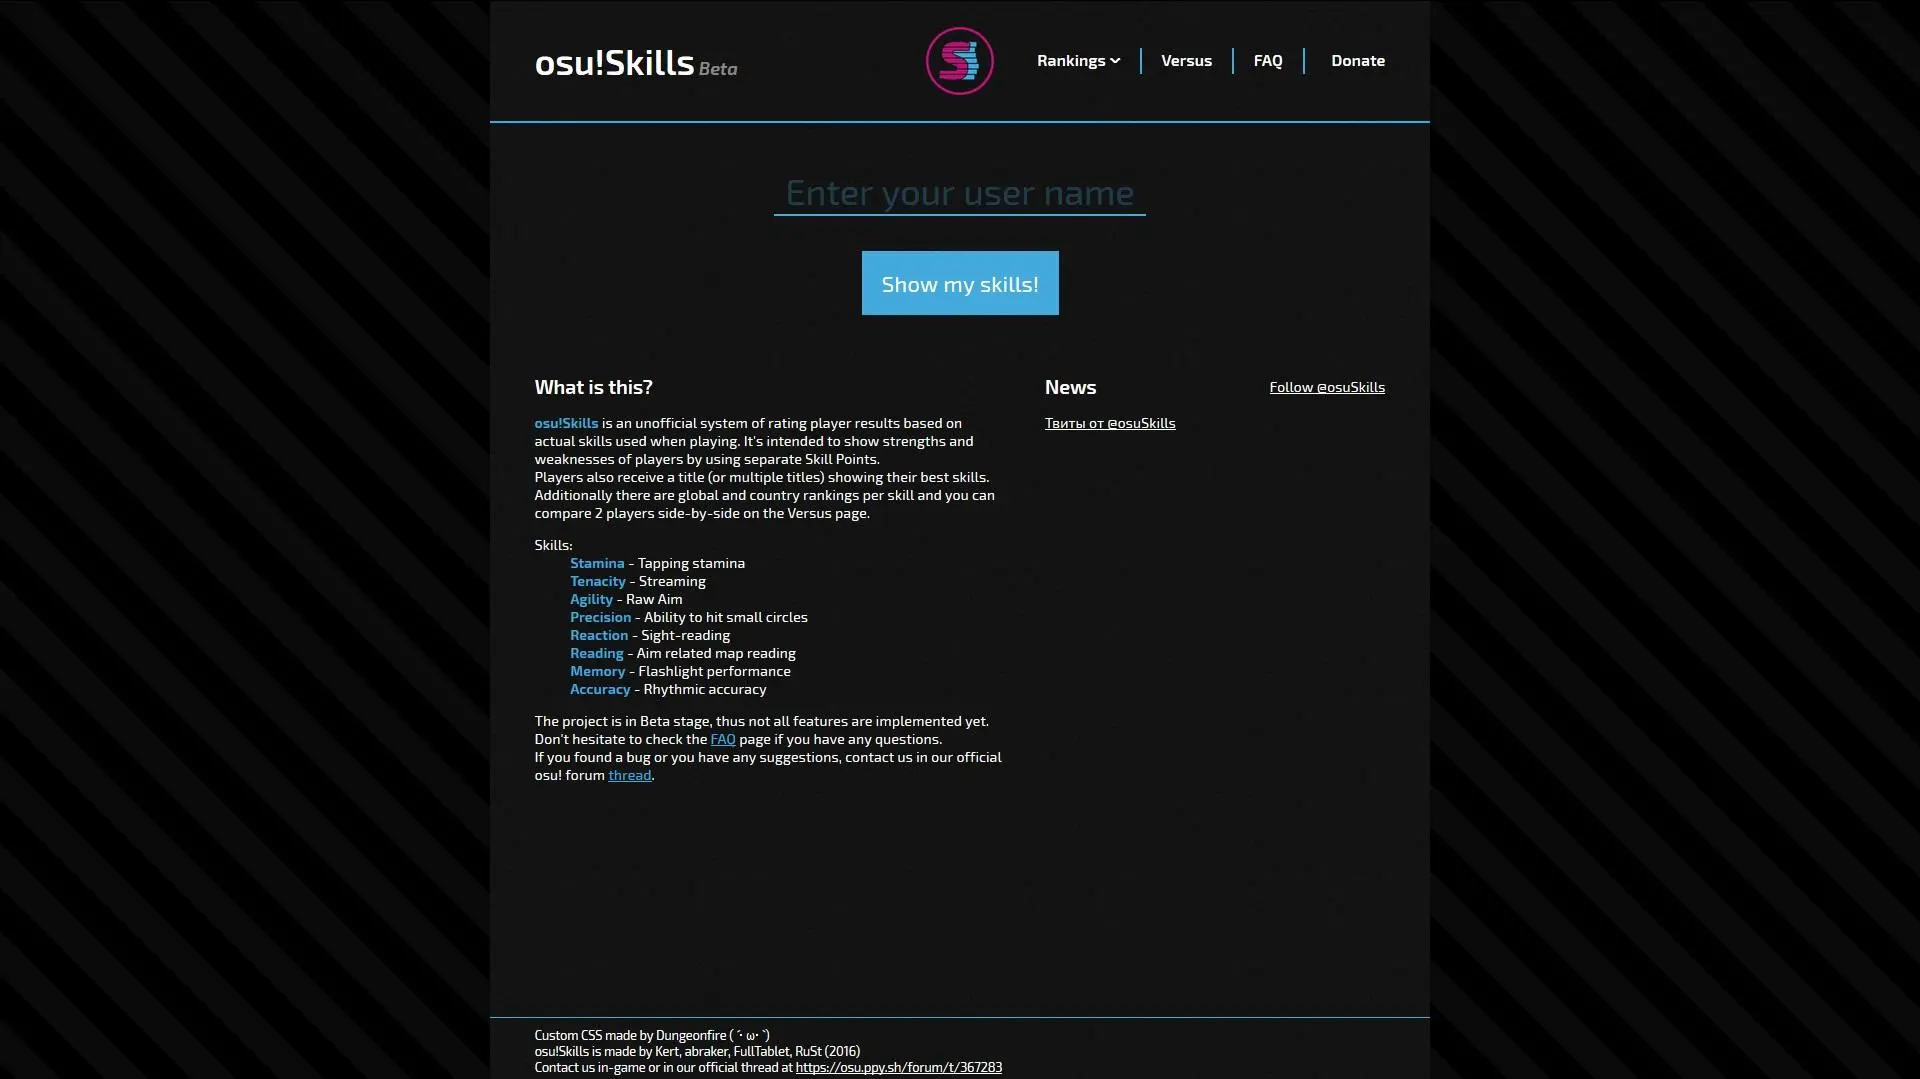 osu!Skills Beta
Rankings
Versus
FAQ
Donate
Enter your user name
Show my skills!
What is this?
osu!Skills is an unofficial system of rating player results based on
actual skills used when playing. It's intended to show strengths and
weaknesses of players by using separate Skill Points.
Players also receive a title (or multiple titles) showing their best skills.
Additionally there are global and country rankings per skill and you can
compare 2 players side-by-side on the Versus page.
Skills:
Stamina - Tapping stamina
Tenacity - Streaming
Agility - Raw Aim
Precision - Ability to hit small circles
Reaction - Sight-reading
Reading - Aim related map reading
Memory - Flashlight performance
Accuracy - Rhythmic accuracy
The project is in Beta stage, thus not all features are implemented yet.
Don't hesitate to check the FAQ page if you have any questions.
If you found a bug or you have any suggestions, contact us in our official
osu! forum thread.
News
Follow @osuSkills
Твиты от @osuSkills
Custom CSS made by Dungeonfire ( ´･ ω･ `)
osu!Skills is made by Kert, abraker, FullTablet, RuSt (2016)
Contact us in-game or in our official thread at https://osu.ppy.sh/forum/t/367283